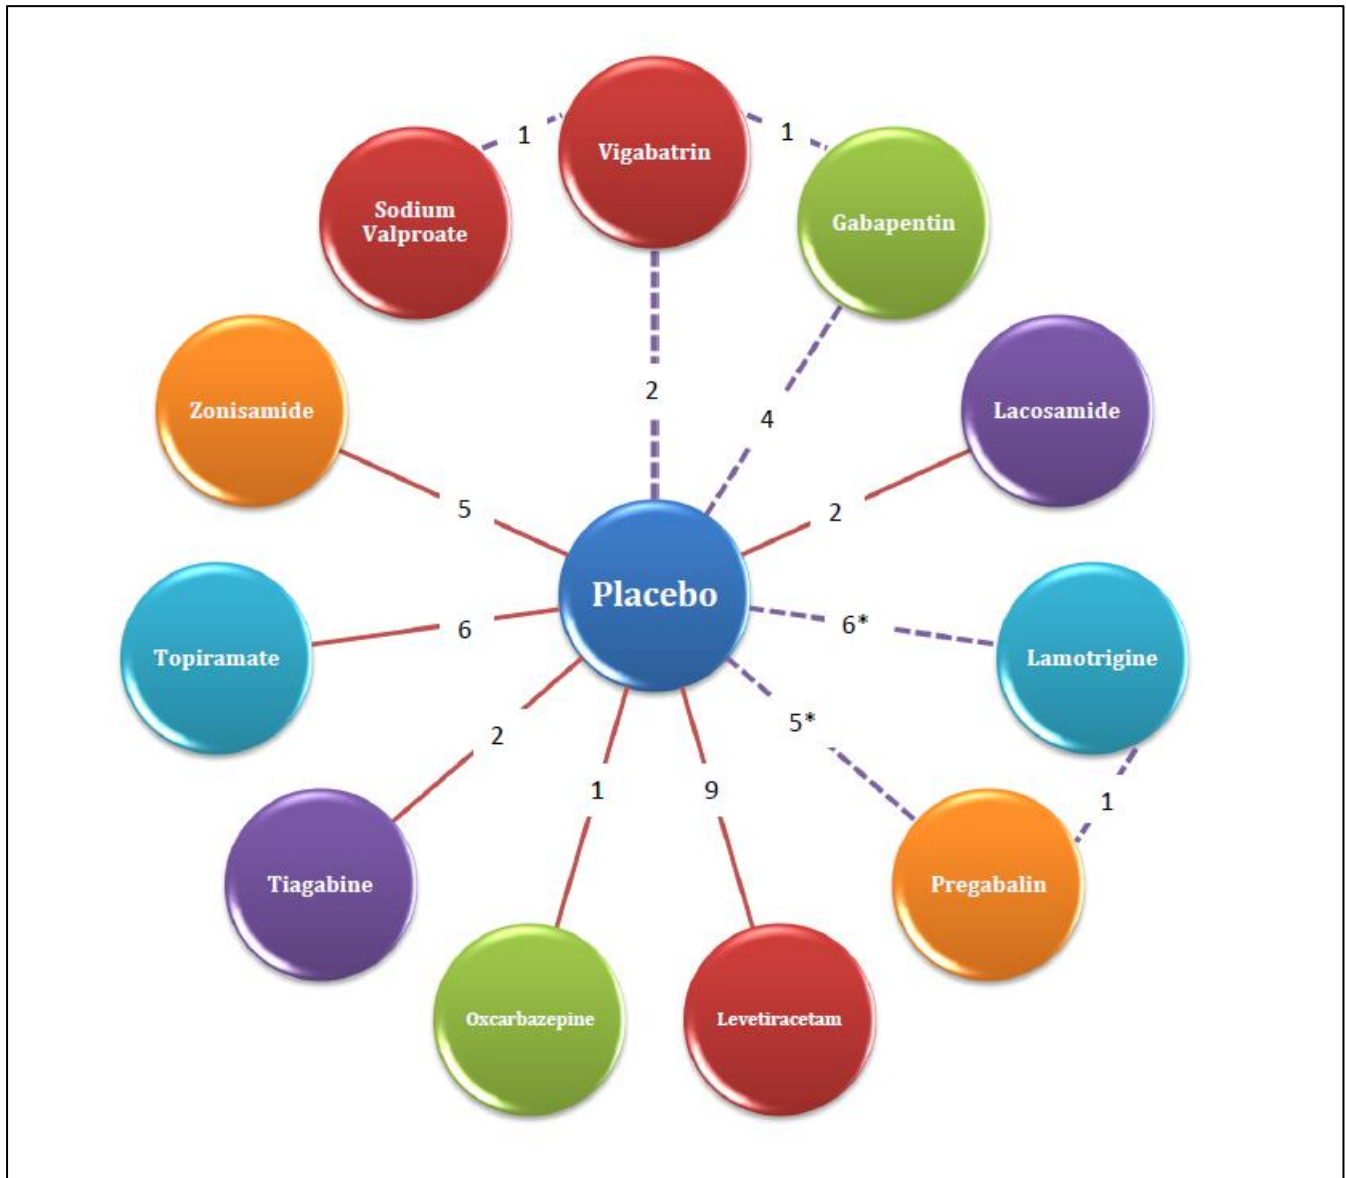 Vigabatrin
1
1
Sodium
Valproate
Gabapentin
2
4
Zonisamide
Lacosamide
5
2
Placebo
6*
6
Topiramate
Lamotrigine
5*
2
1
9
1
Tiagabine
Pregabalin
Oxcarbazepine
Levetiracetam